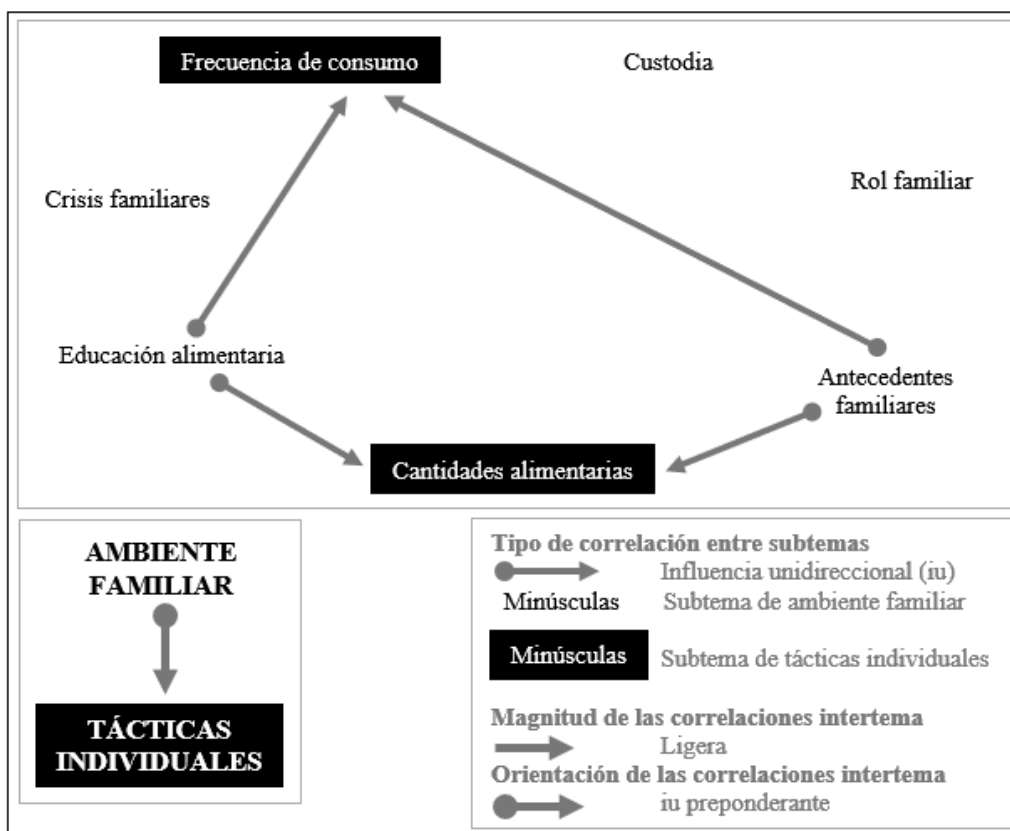 Frecuencia de consumo
Custodia
Crisis familiares
Rol familiar
Educación alimentaria
Antecedentes
familiares
Cantidades alimentarias
AMBIENTE
FAMILIAR
TÁCTICAS
INDIVIDUALES
Tipo de correlación entre subtemas
Influencia unidireccional (iu)
Minúsculas Subtema de ambiente familiar
Minúsculas Subtema de tácticas individuales
Magnitud de las correlaciones intertema
Ligera
Orientación de las correlaciones intertema
iu preponderante